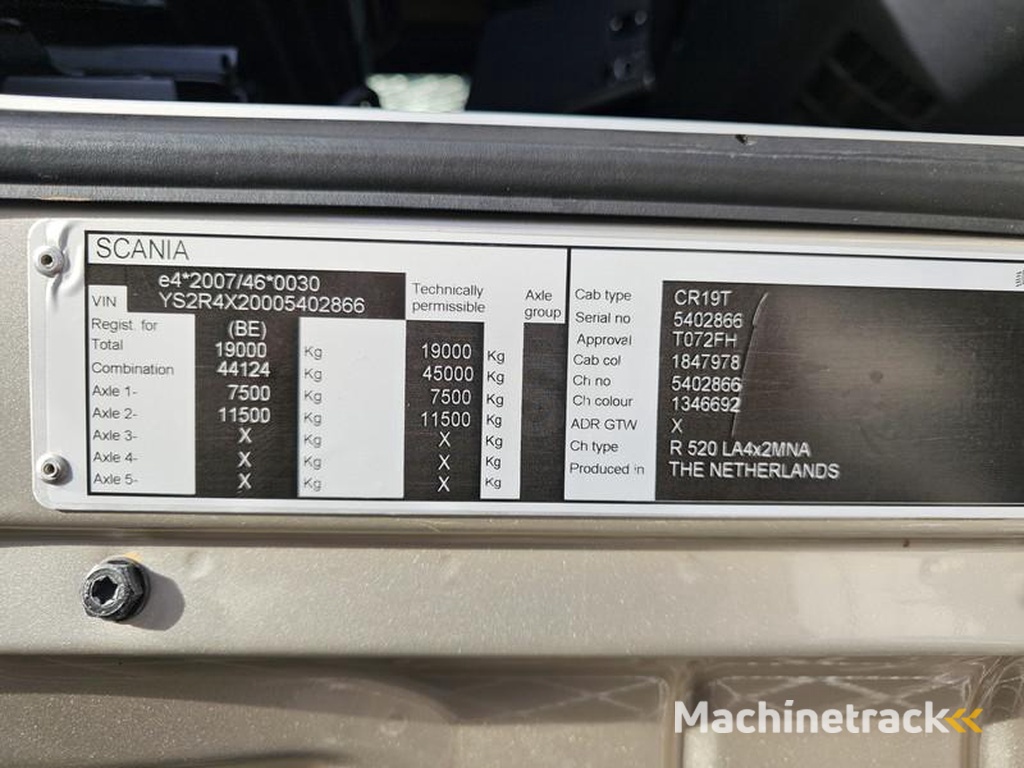 SCANIA
e4*2007/46*0030
VIN YS2R4X20005402866
Technically permissible
Axle group
Regist. for (BE)
Total 19000 Kg 19000 Kg
Combination 44124 Kg 45000 Kg
Axle 1- 7500 Kg 7500 Kg
Axle 2- 11500 Kg 11500 Kg
Axle 3- X Kg X Kg
Axle 4- X Kg X Kg
Axle 5- X Kg X Kg
Cab type CR19T
Serial no 5402866
Approval T072FH
Cab col 1847978
Ch no 5402866
Ch colour 1346692
ADR GTW X
Ch type R 520 LA4x2MNA
Produced in THE NETHERLANDS
Machinetrack